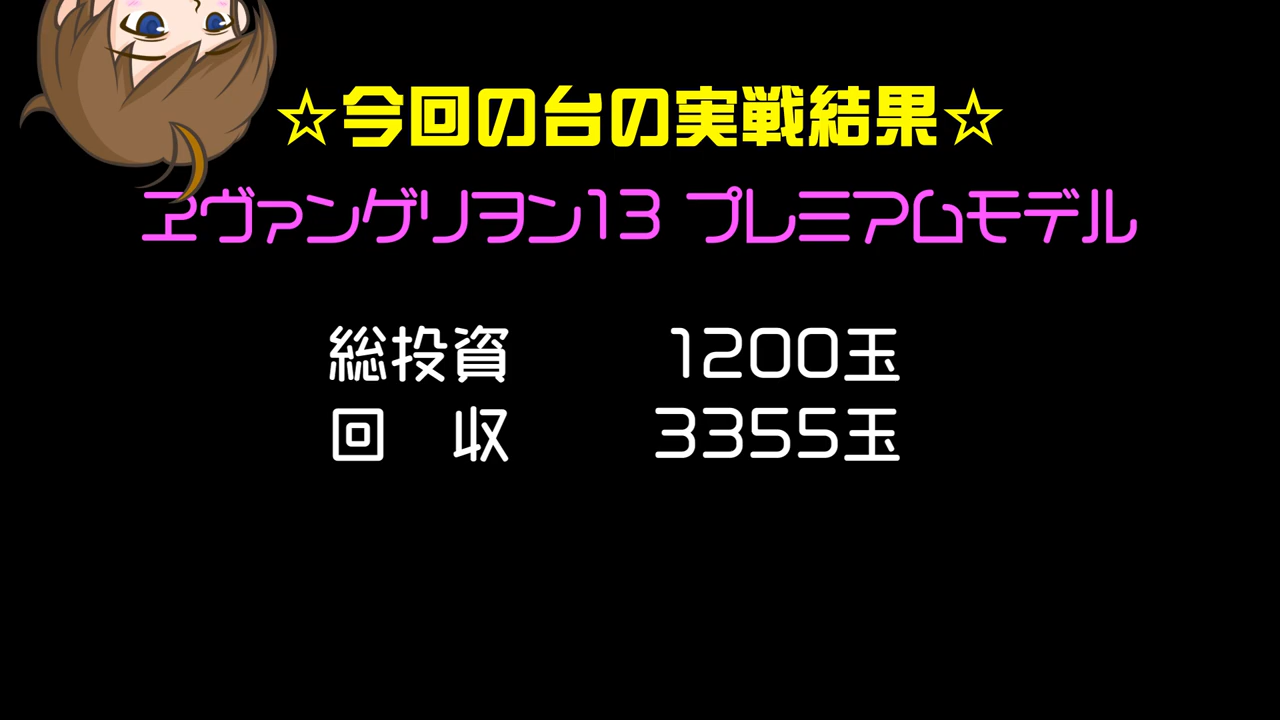 ☆今回の台の実戦結果☆
ヱヴァンゲリヲン13 プレミアムモデル
総投資 1200玉
回 収 3355玉